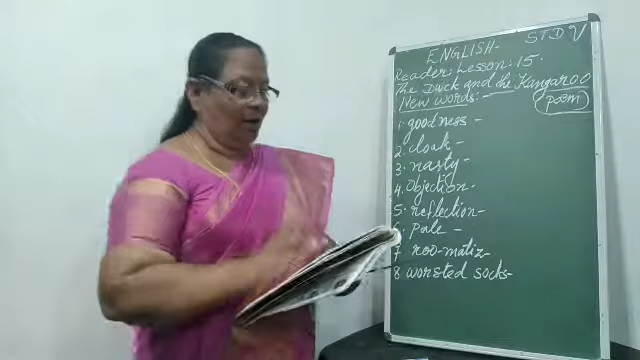 ENGLISH- STD V
Reader: Lesson: 15.
The Duck and the Kangaroo
New words:- (poem)
1. goodness -
2. cloak -
3. nasty -
4. Objection.
5. reflection-
6. Pale -
7 roo-matiz-
8 worsted socks-